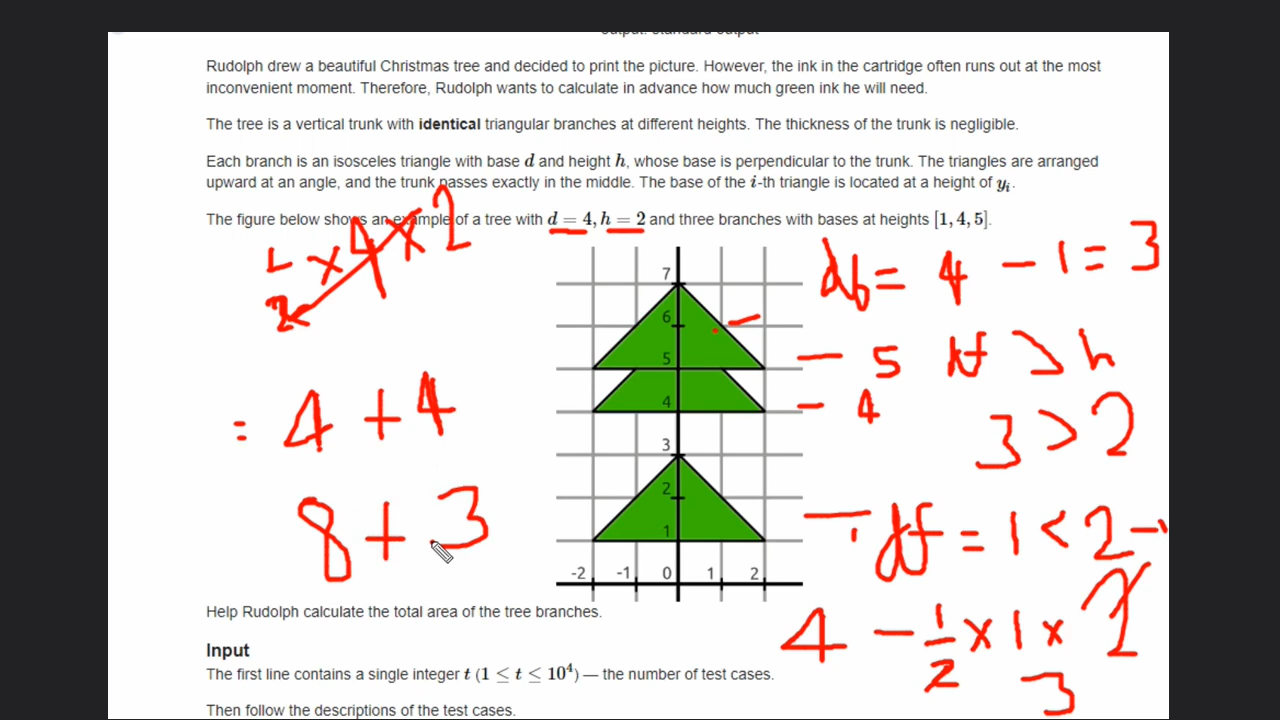 Rudolph drew a beautiful Christmas tree and decided to print the picture. However, the ink in the cartridge often runs out at the most
inconvenient moment. Therefore, Rudolph wants to calculate in advance how much green ink he will need.
The tree is a vertical trunk with identical triangular branches at different heights. The thickness of the trunk is negligible.
Each branch is an isosceles triangle with base d and height h, whose base is perpendicular to the trunk. The triangles are arranged
upward at an angle, and the trunk passes exactly in the middle. The base of the i-th triangle is located at a height of yᵢ.
The figure below shows an example of a tree with d = 4, h = 2 and three branches with bases at heights [1, 4, 5].
1/2 × 4 × 2
= 4 + 4
8 + 3
7
6
5
4
3
2
1
-2 -1 0 1 2
= 4 - 1 = 3
- 5
> h
- 4
3 > 2
= 1 < 2
4 - 1/2 × 1 × 2
3
Help Rudolph calculate the total area of the tree branches.
Input
The first line contains a single integer t (1 ≤ t ≤ 10⁴) — the number of test cases.
Then follow the descriptions of the test cases.